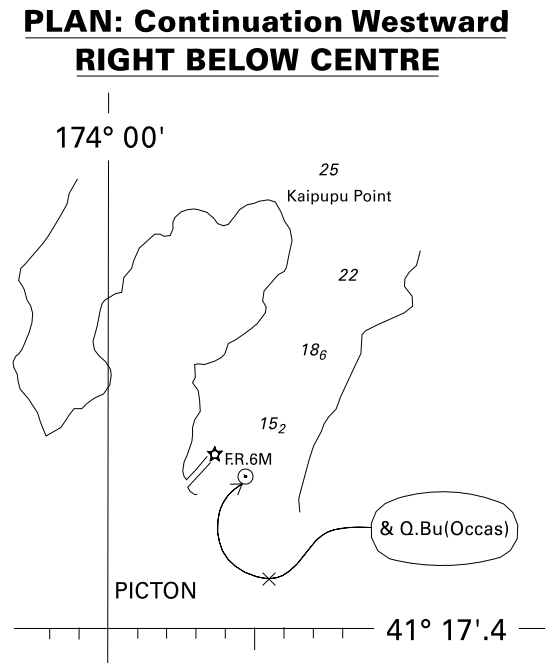 PLAN: Continuation Westward
RIGHT BELOW CENTRE
174° 00'
25
Kaipupu Point
22
18₆
15₂
F.R.6M
& Q.Bu(Occas)
PICTON
41° 17'.4